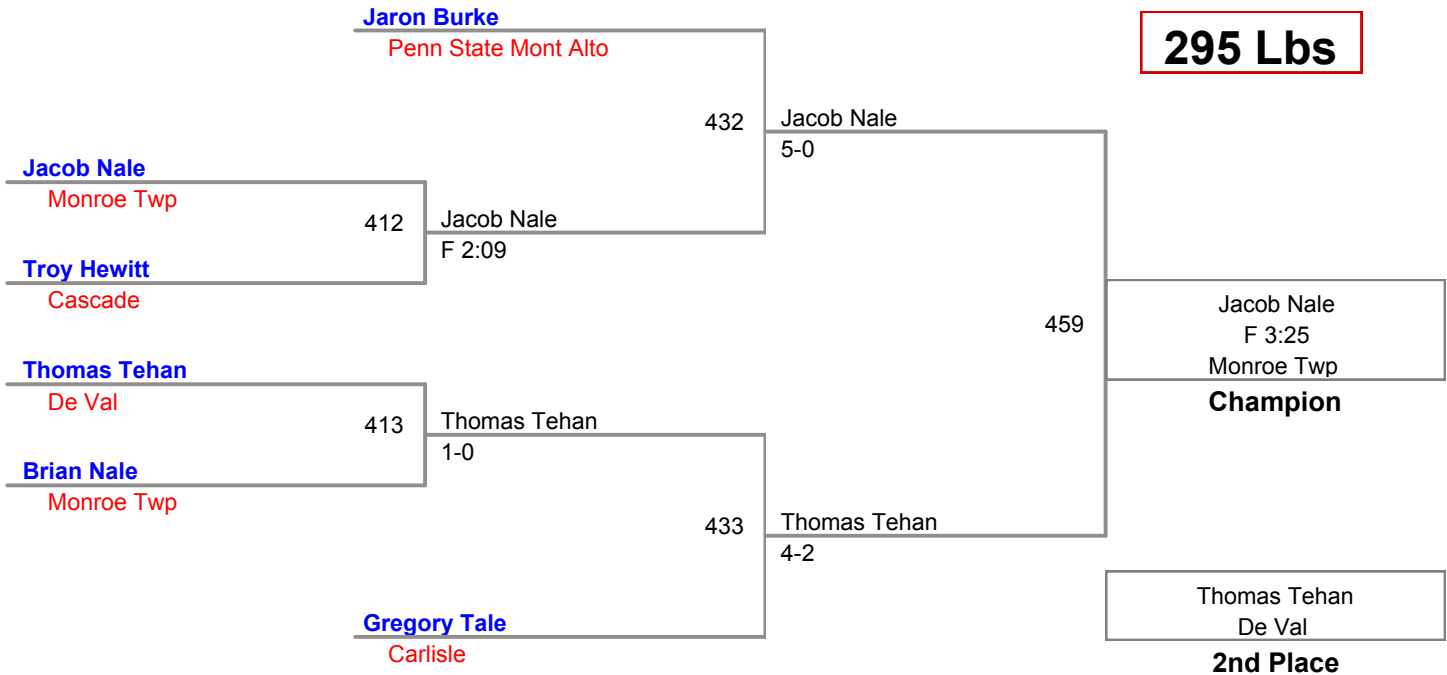 Jaron Burke
Penn State Mont Alto
295 Lbs
432
Jacob Nale
5-0
Jacob Nale
Monroe Twp
412
Jacob Nale
F 2:09
Troy Hewitt
Cascade
459
Jacob Nale
F 3:25
Monroe Twp
Champion
Thomas Tehan
De Val
413
Thomas Tehan
1-0
Brian Nale
Monroe Twp
433
Thomas Tehan
4-2
Gregory Tale
Carlisle
Thomas Tehan
De Val
2nd Place